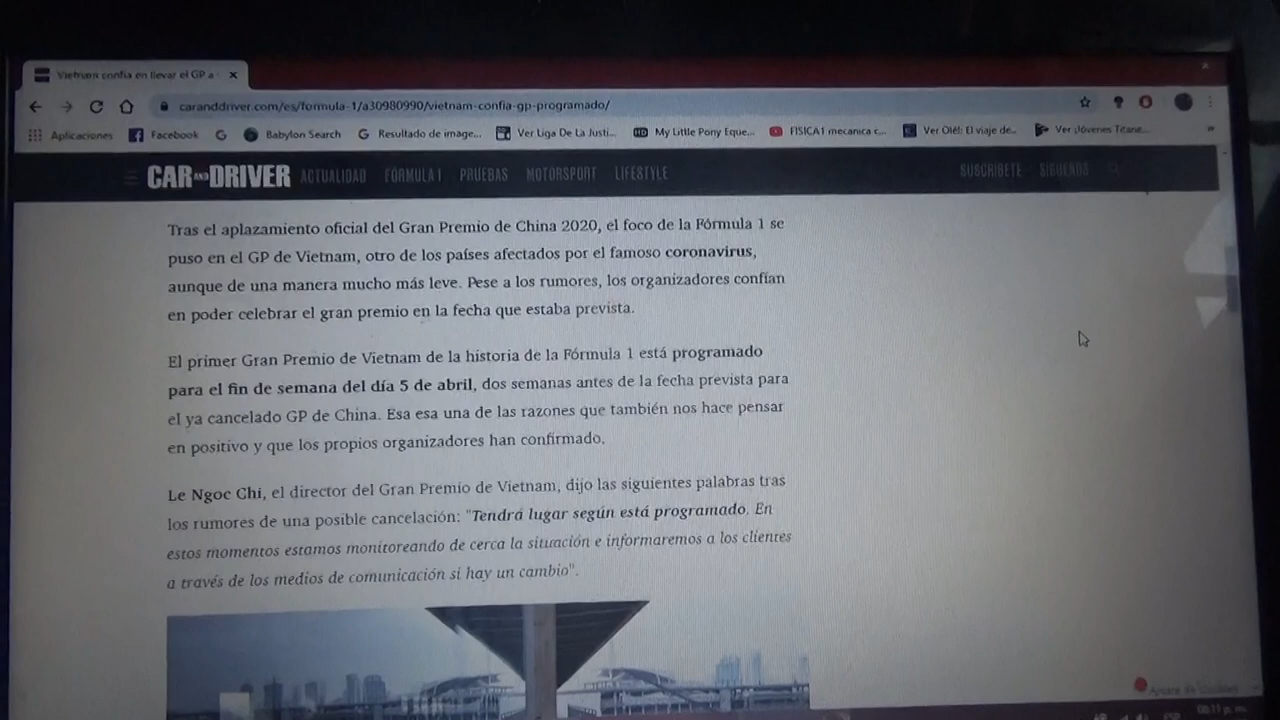 Vietnam confía en llevar el GP a
caranddriver.com/es/formula-1/a30980990/vietnam-confia-gp-programado/
Aplicaciones Facebook Babylon Search Resultado de image... Ver Liga De La Justi... My Little Pony Eque... FISICA1 mecanica c... Ver Olé!: El viaje de... Ver Jóvenes Titane...
CAR AND DRIVER ACTUALIDAD FÓRMULA 1 PRUEBAS MOTORSPORT LIFESTYLE SUSCRÍBETE SÍGUENOS
Tras el aplazamiento oficial del Gran Premio de China 2020, el foco de la Fórmula 1 se
puso en el GP de Vietnam, otro de los países afectados por el famoso coronavirus,
aunque de una manera mucho más leve. Pese a los rumores, los organizadores confían
en poder celebrar el gran premio en la fecha que estaba prevista.
El primer Gran Premio de Vietnam de la historia de la Fórmula 1 está programado
para el fin de semana del día 5 de abril, dos semanas antes de la fecha prevista para
el ya cancelado GP de China. Esa esa una de las razones que también nos hace pensar
en positivo y que los propios organizadores han confirmado.
Le Ngoc Chi, el director del Gran Premio de Vietnam, dijo las siguientes palabras tras
los rumores de una posible cancelación: "Tendrá lugar según está programado. En
estos momentos estamos monitoreando de cerca la situación e informaremos a los clientes
a través de los medios de comunicación si hay un cambio".